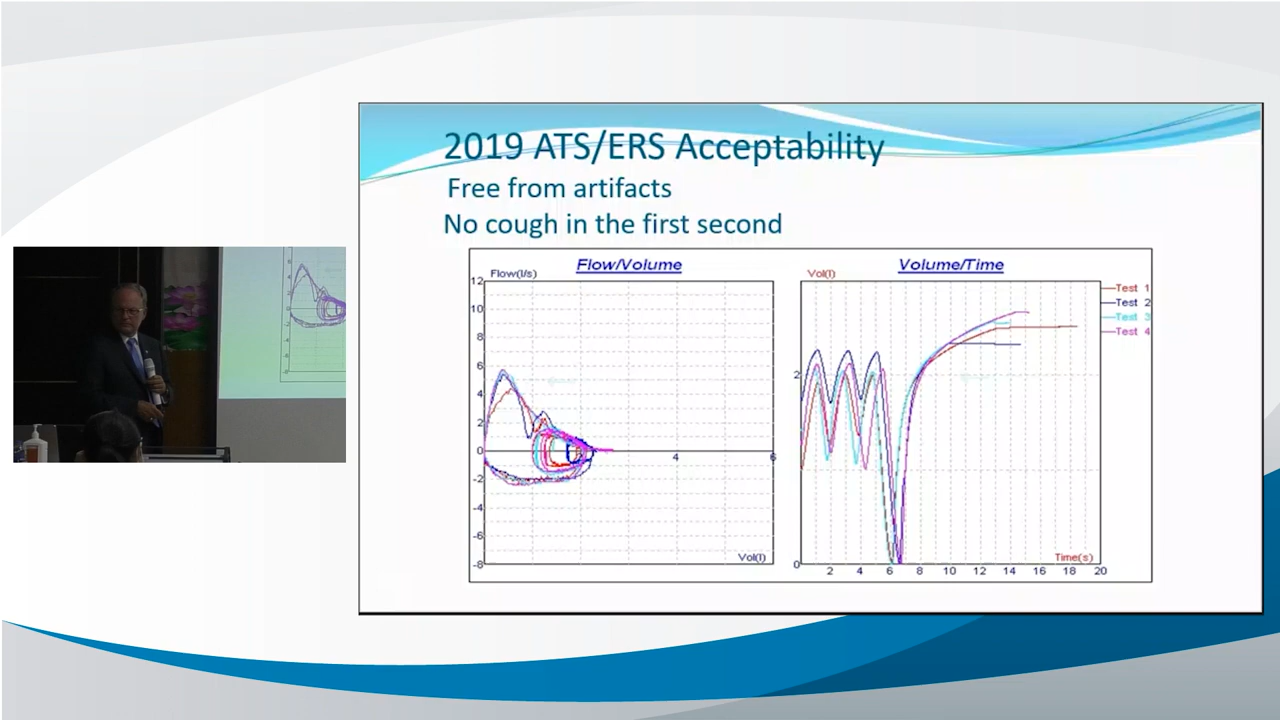 2019 ATS/ERS Acceptability
Free from artifacts
No cough in the first second
Flow(l/s)
Flow/Volume
12
10
8
6
4
2
0
-2
-4
-6
-8
4
6
Vol(l)
Vol(l)
Volume/Time
2
0
2 4 6 8 10 12 14 16 18 20
Time(s)
Test 1
Test 2
Test 3
Test 4